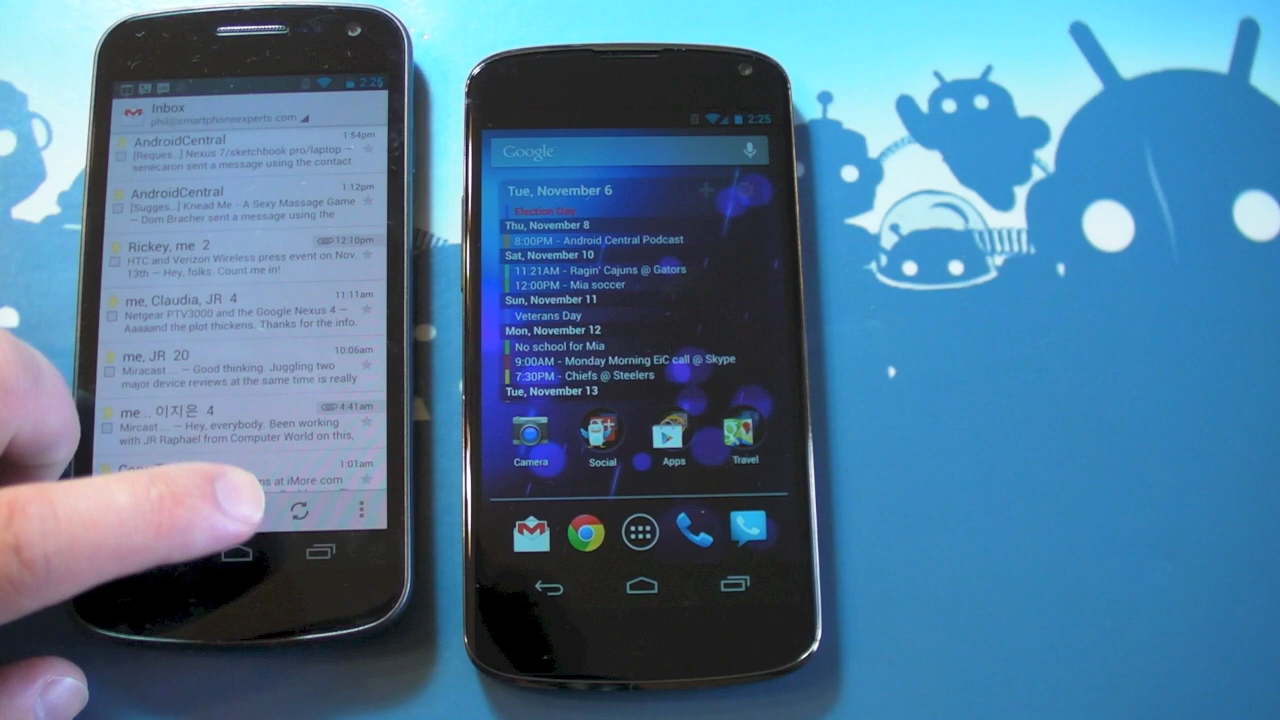 2:25
Inbox
phil@smartphoneexperts.com
AndroidCentral 1:54pm
[Reques..] Nexus 7/sketchbook pro/laptop –
senecaron sent a message using the contact
AndroidCentral 1:12pm
[Sugges..] Knead Me - A Sexy Massage Game
– Dom Bracher sent a message using the
Rickey, me 2 12:10pm
HTC and Verizon Wireless press event on Nov.
13th — Hey, folks. Count me in!
me, Claudia, JR 4 11:11am
Netgear PTV3000 and the Google Nexus 4 —
Aaaaand the plot thickens. Thanks for the info.
me, JR 20 10:06am
Miracast ... — Good thinking. Juggling two
major device reviews at the same time is really
me .. 이지은 4 4:41am
Mircast ... — Hey, everybody. Been working
with JR Raphael from Computer World on this,
1:01am
ms at iMore.com
2:25
Google
Tue, November 6
Election Day
Thu, November 8
8:00PM - Android Central Podcast
Sat, November 10
11:21AM - Ragin' Cajuns @ Gators
12:00PM - Mia soccer
Sun, November 11
Veterans Day
Mon, November 12
No school for Mia
9:00AM - Monday Morning EiC call @ Skype
7:30PM - Chiefs @ Steelers
Tue, November 13
Camera Social Apps Travel